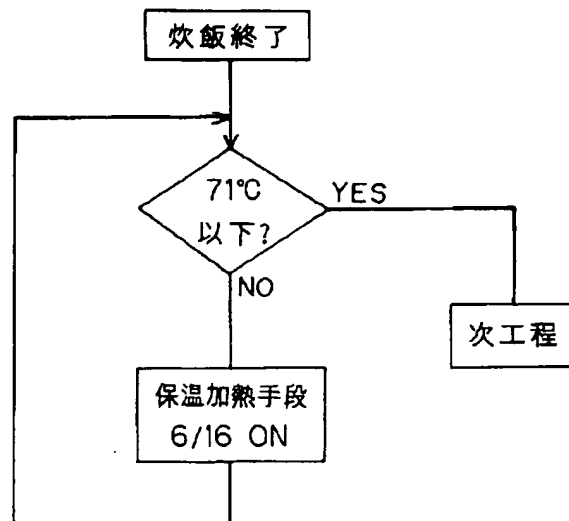 炊飯終了
71℃
以下?
YES
NO
次工程
保温加熱手段
6/16 ON